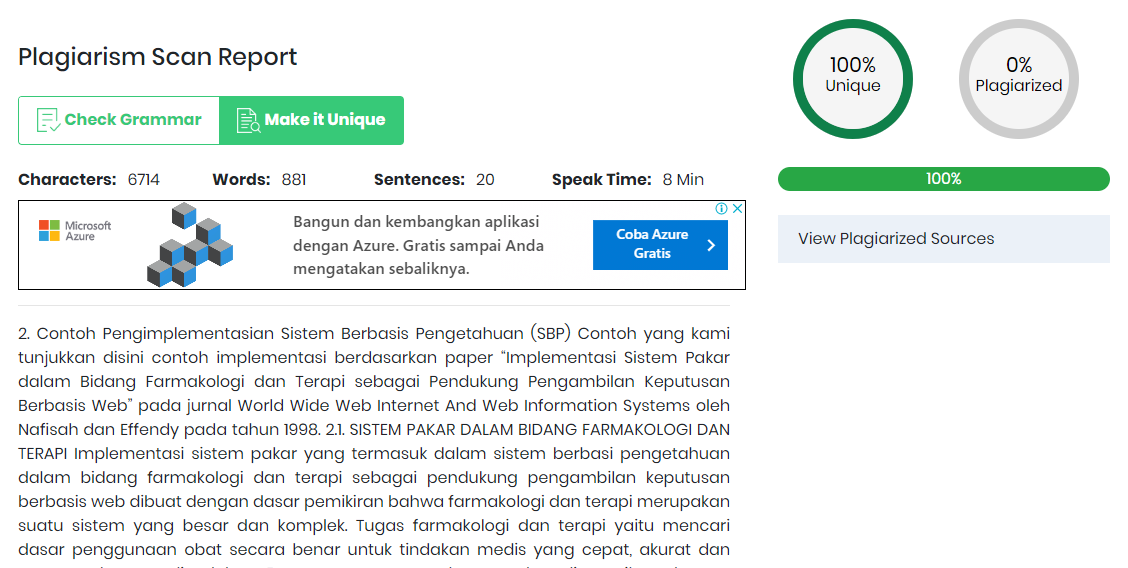 Plagiarism Scan Report
100%
Unique
0%
Plagiarized
Check Grammar
Make it Unique
Characters: 6714 Words: 881 Sentences: 20 Speak Time: 8 Min
100%
View Plagiarized Sources
Microsoft
Azure
Bangun dan kembangkan aplikasi
dengan Azure. Gratis sampai Anda
mengatakan sebaliknya.
Coba Azure
Gratis
2. Contoh Pengimplementasian Sistem Berbasis Pengetahuan (SBP) Contoh yang kami
tunjukkan disini contoh implementasi berdasarkan paper “Implementasi Sistem Pakar
dalam Bidang Farmakologi dan Terapi sebagai Pendukung Pengambilan Keputusan
Berbasis Web” pada jurnal World Wide Web Internet And Web Information Systems oleh
Nafisah dan Effendy pada tahun 1998. 2.1. SISTEM PAKAR DALAM BIDANG FARMAKOLOGI DAN
TERAPI Implementasi sistem pakar yang termasuk dalam sistem berbasi pengetahuan
dalam bidang farmakologi dan terapi sebagai pendukung pengambilan keputusan
berbasis web dibuat dengan dasar pemikiran bahwa farmakologi dan terapi merupakan
suatu sistem yang besar dan komplek. Tugas farmakologi dan terapi yaitu mencari
dasar penggunaan obat secara benar untuk tindakan medis yang cepat, akurat dan